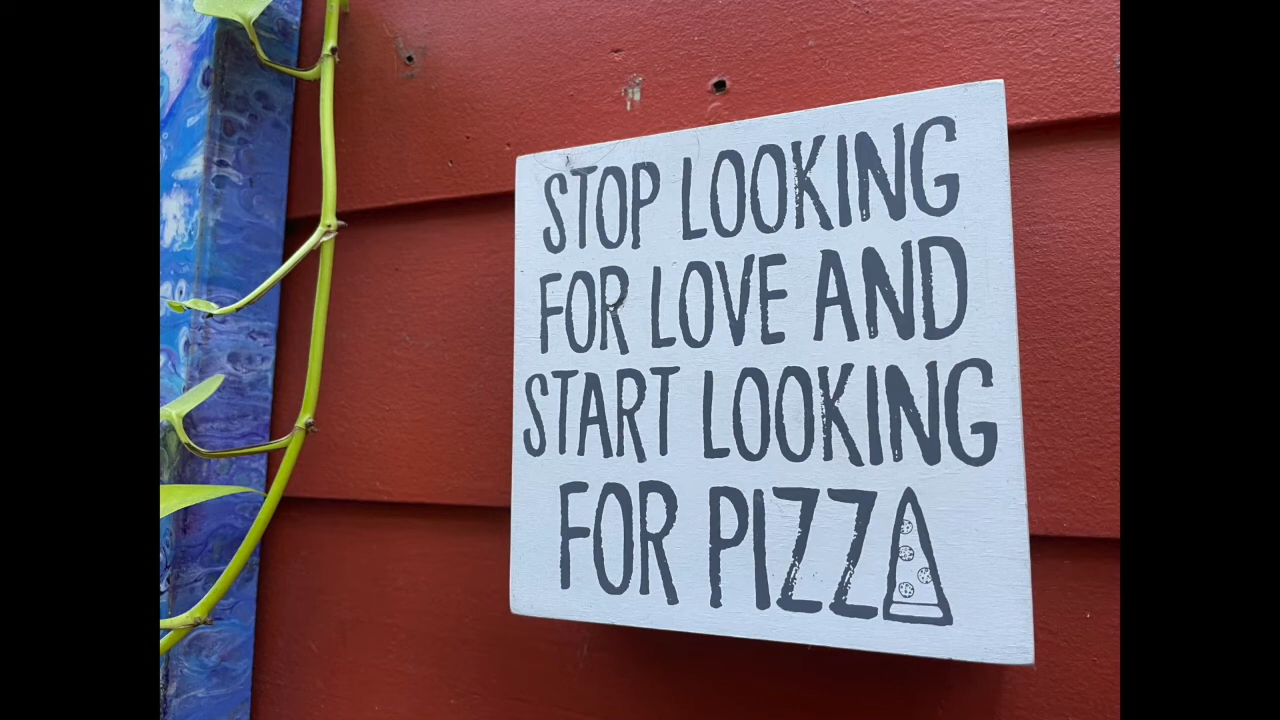 STOP LOOKING
FOR LOVE AND
START LOOKING
FOR PIZZA